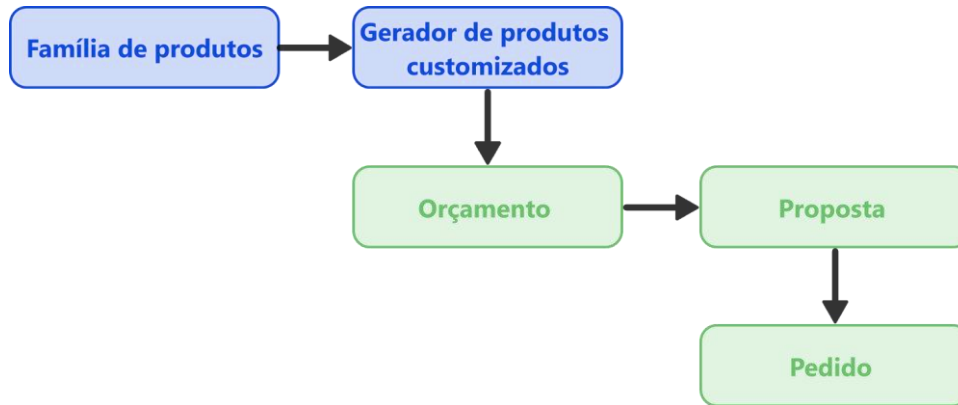 Família de produtos
Gerador de produtos
customizados
Orçamento
Proposta
Pedido